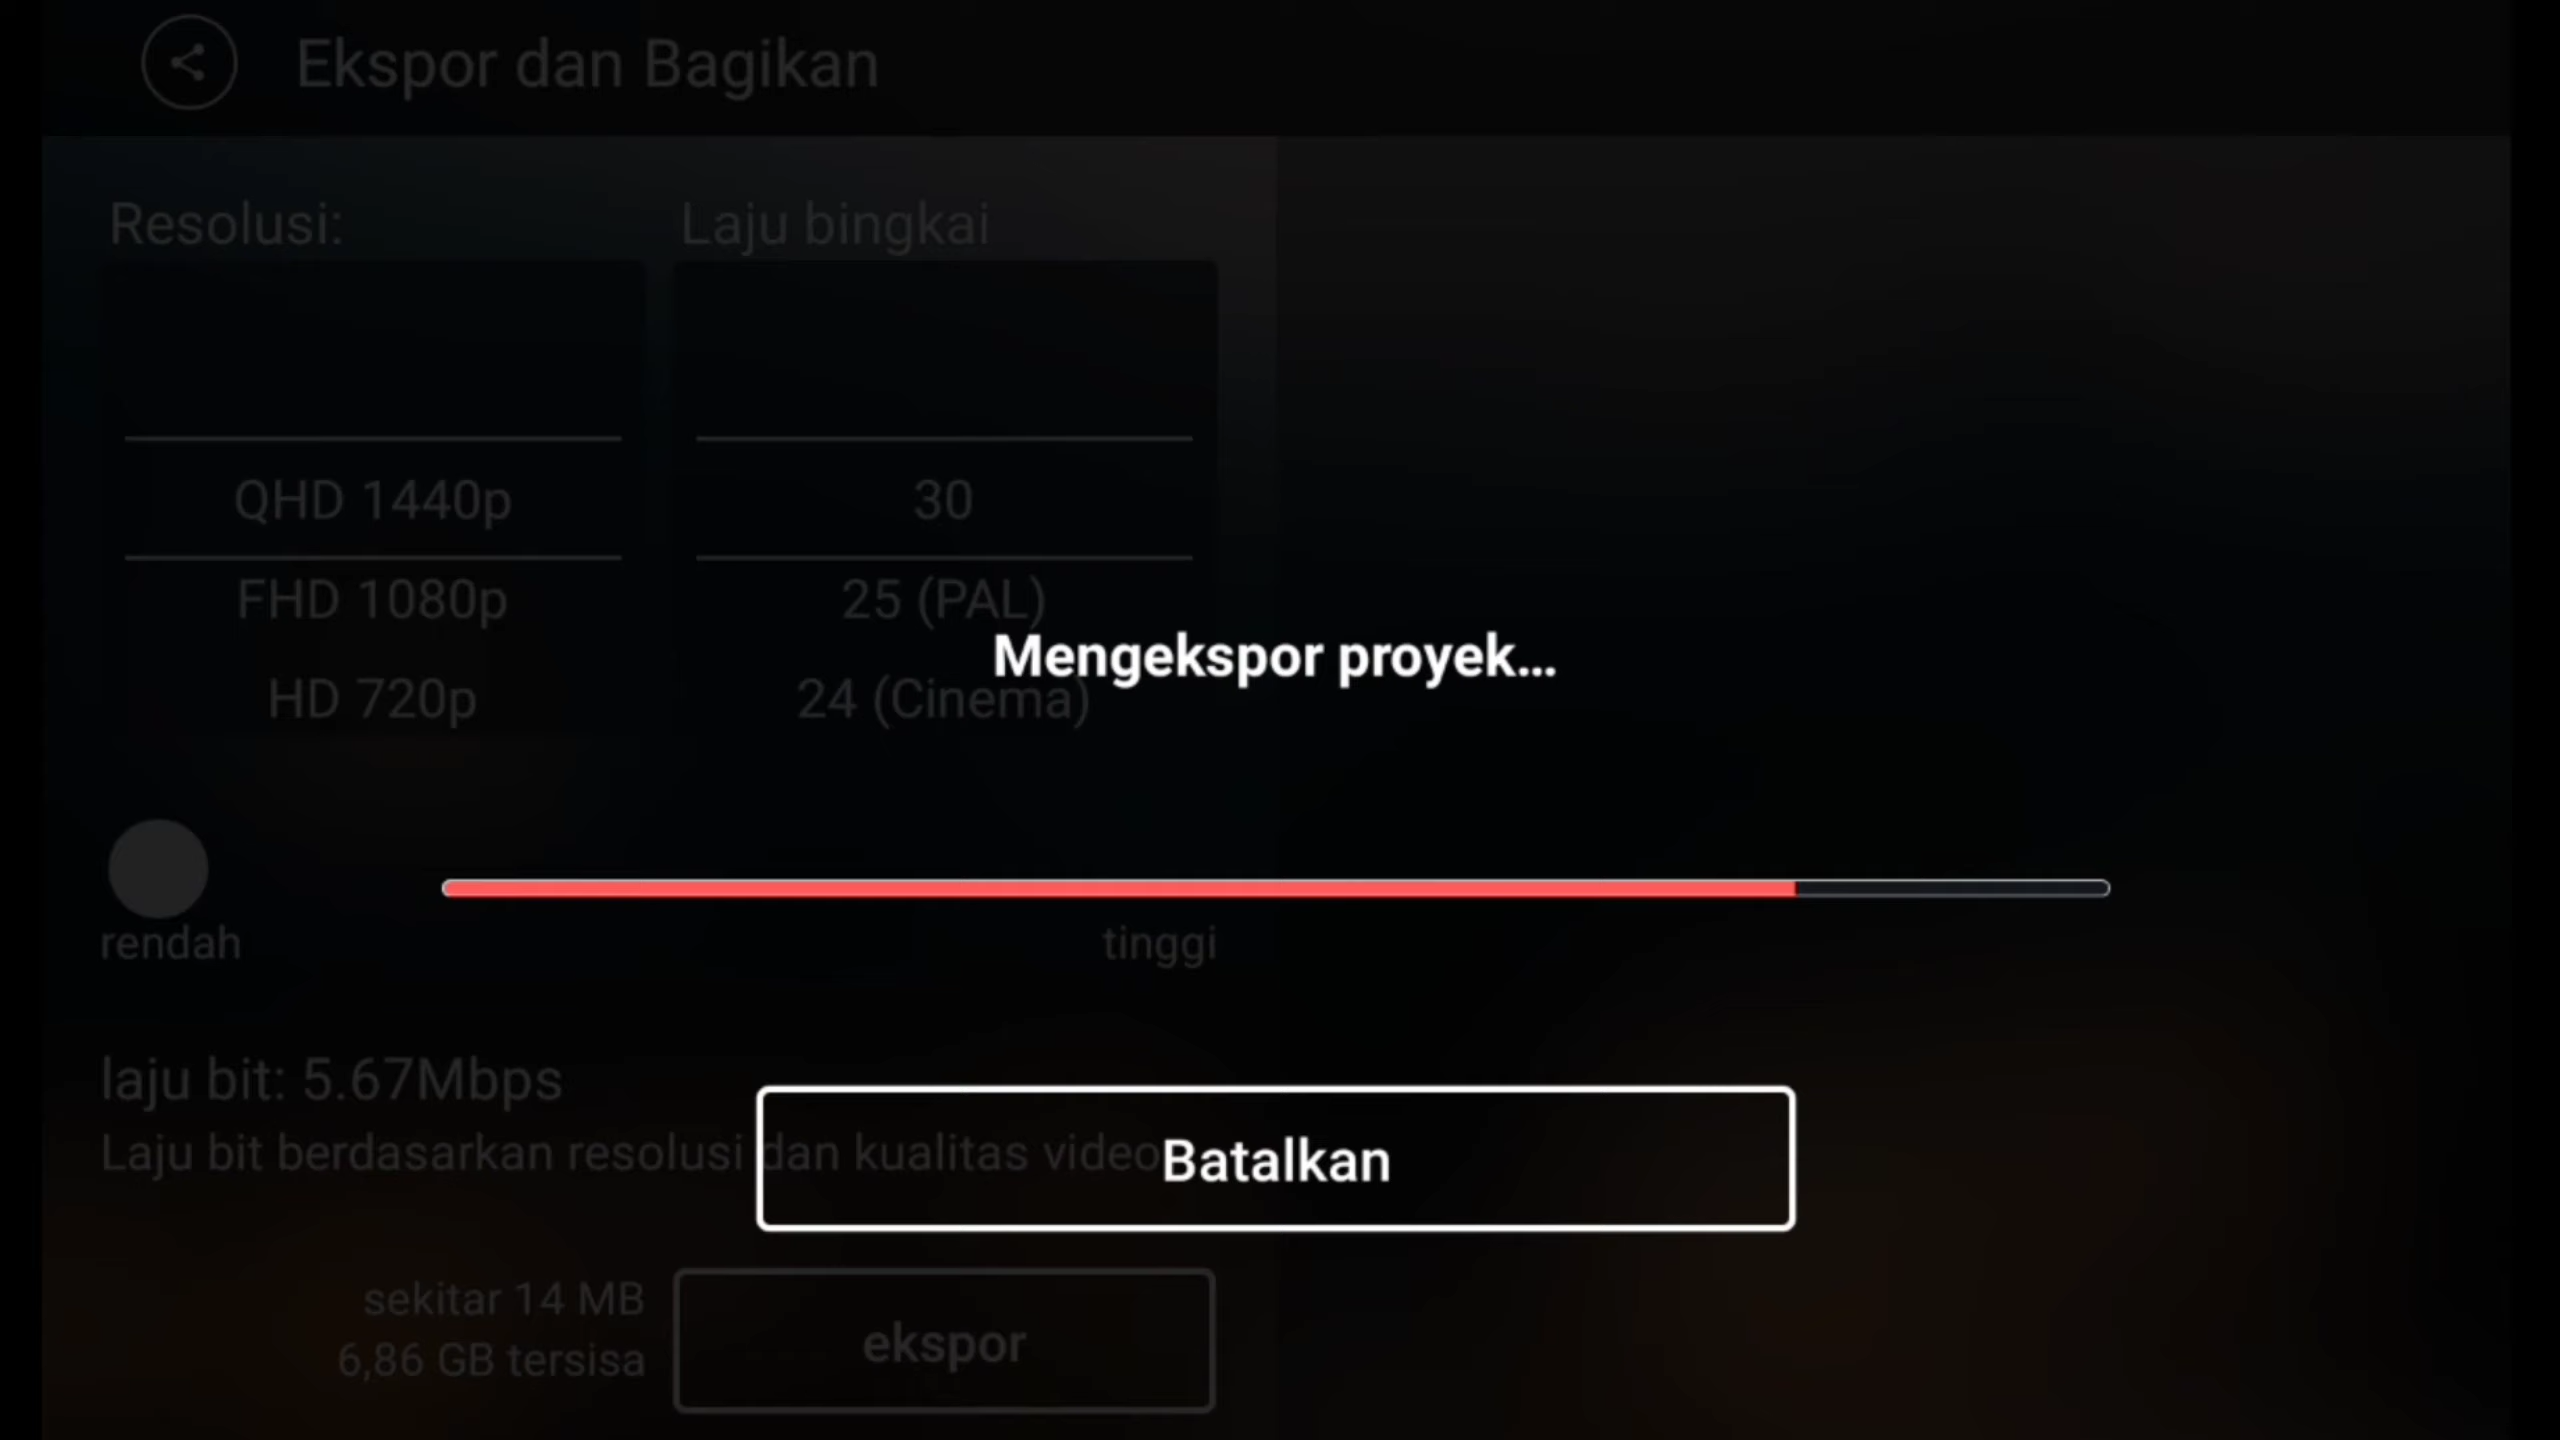 Ekspor dan Bagikan
Resolusi:
Laju bingkai
QHD 1440p
30
FHD 1080p
25 (PAL)
HD 720p
24 (Cinema)
Mengekspor proyek...
rendah
tinggi
laju bit: 5.67Mbps
Laju bit berdasarkan resolusi dan kualitas video
Batalkan
sekitar 14 MB
6,86 GB tersisa
ekspor